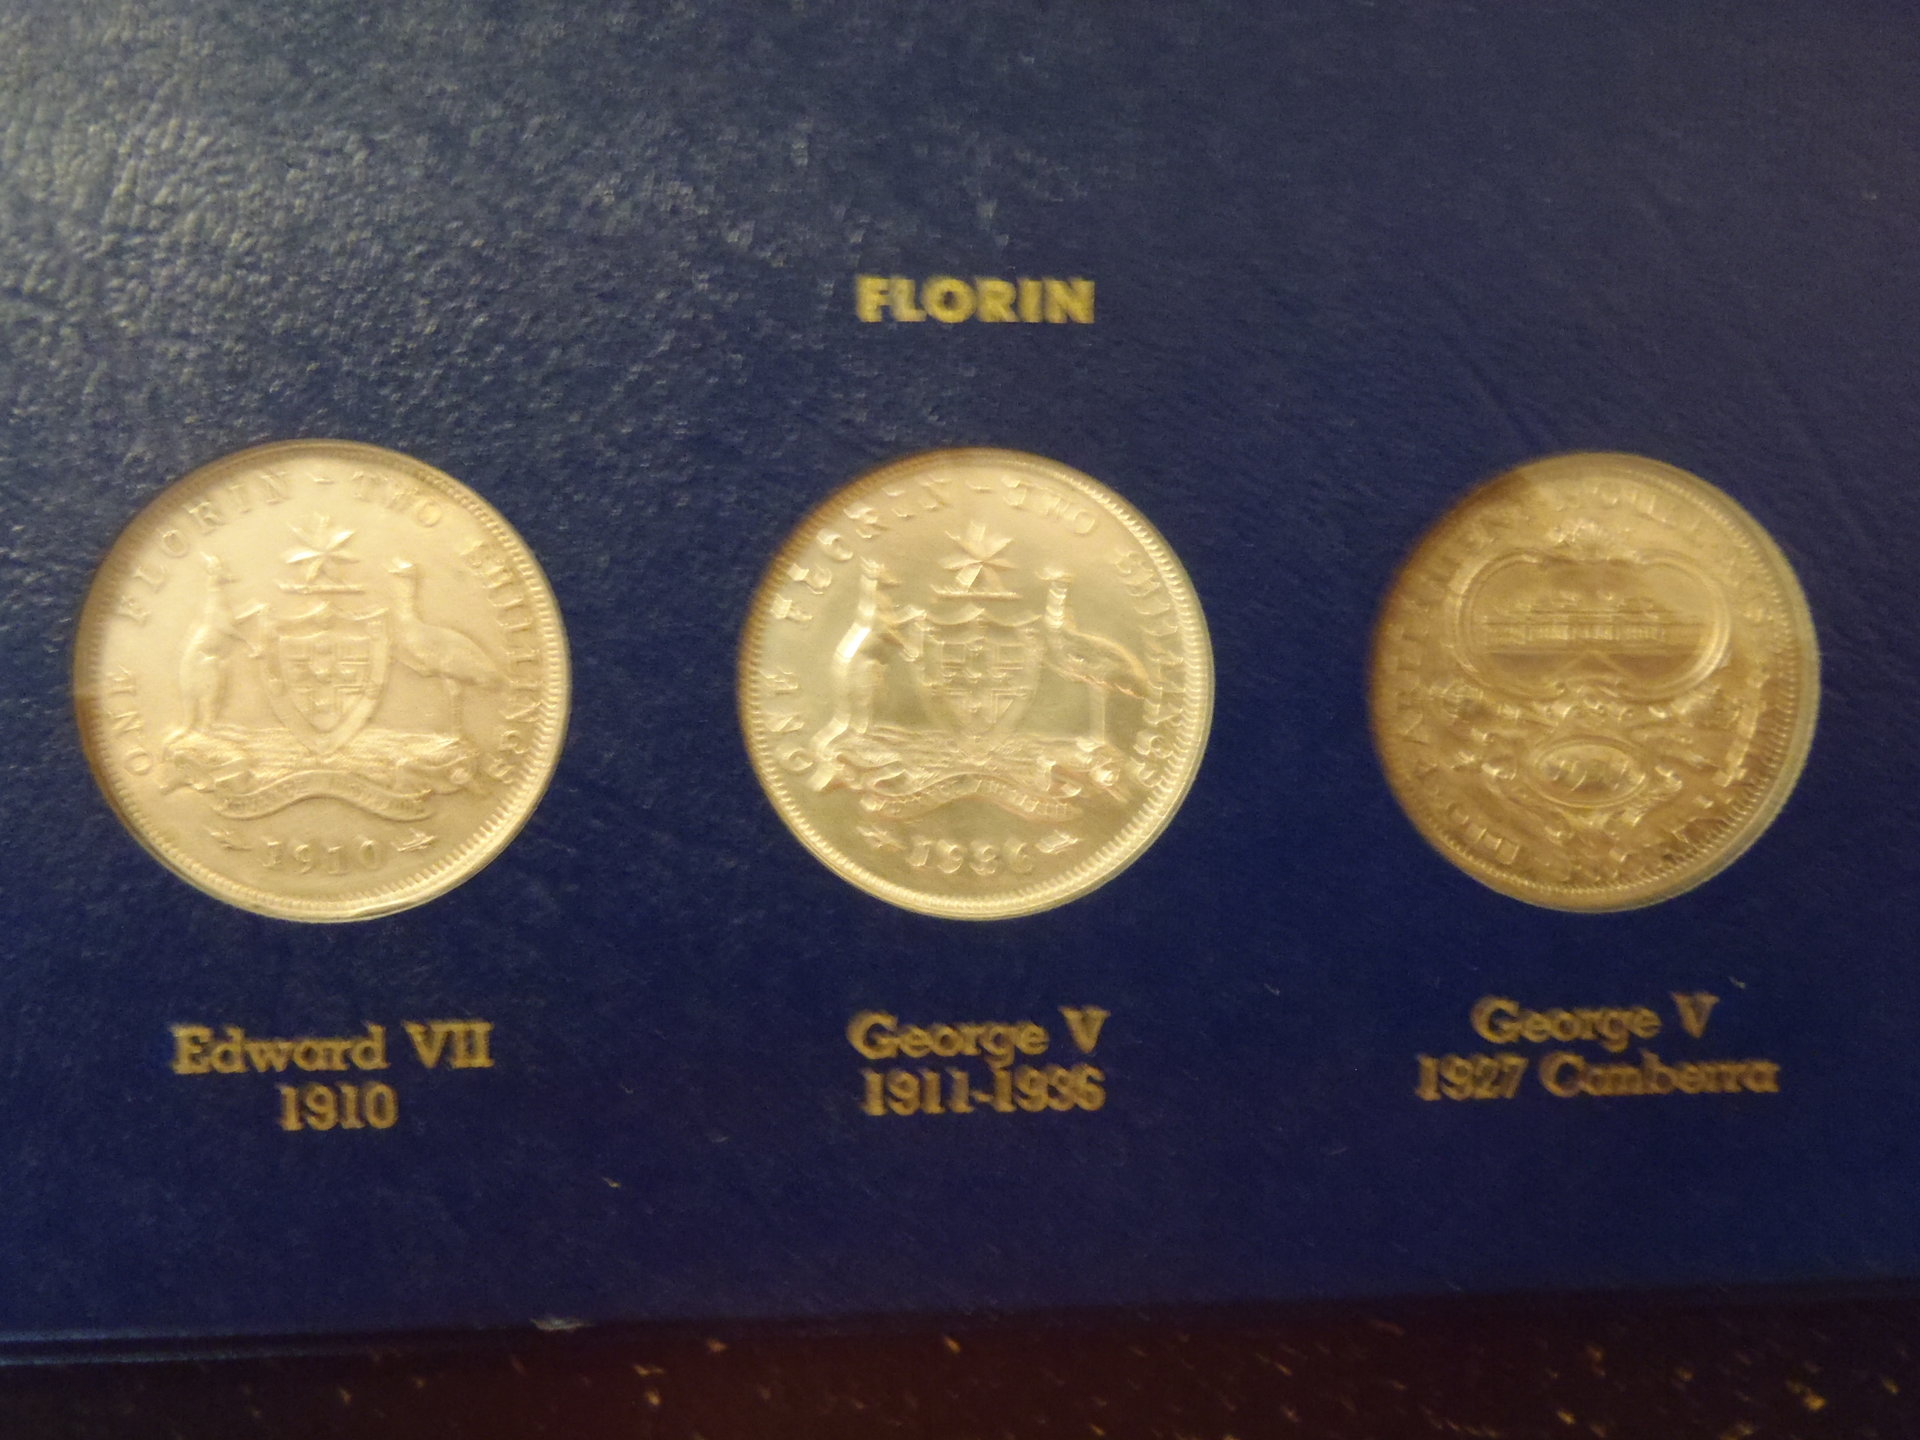 FLORIN
ONE FLORIN - TWO SHILLINGS
1910
ONE FLORIN - TWO SHILLINGS
1936
Edward VII
1910
George V
1911-1936
George V
1927 Canberra